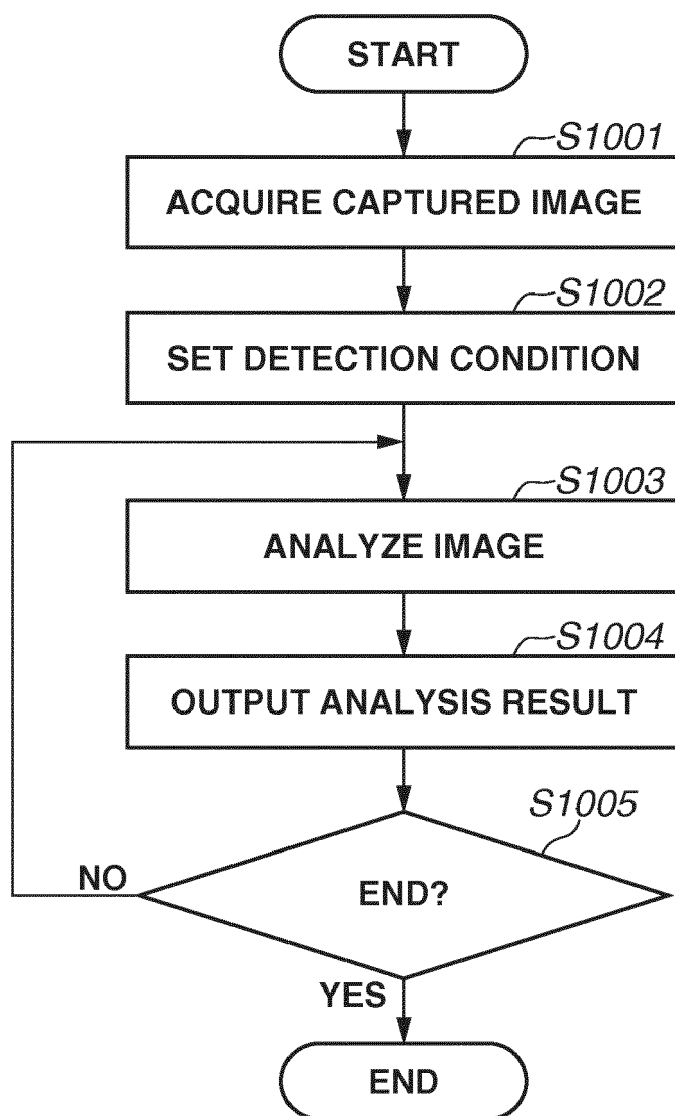 START
S1001
ACQUIRE CAPTURED IMAGE
S1002
SET DETECTION CONDITION
S1003
ANALYZE IMAGE
S1004
OUTPUT ANALYSIS RESULT
S1005
END?
NO
YES
END